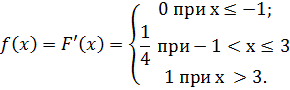 0 при x ≤ −1;
f(x) = F′(x) = { 1/4 при − 1 < x ≤ 3
1 при x > 3.